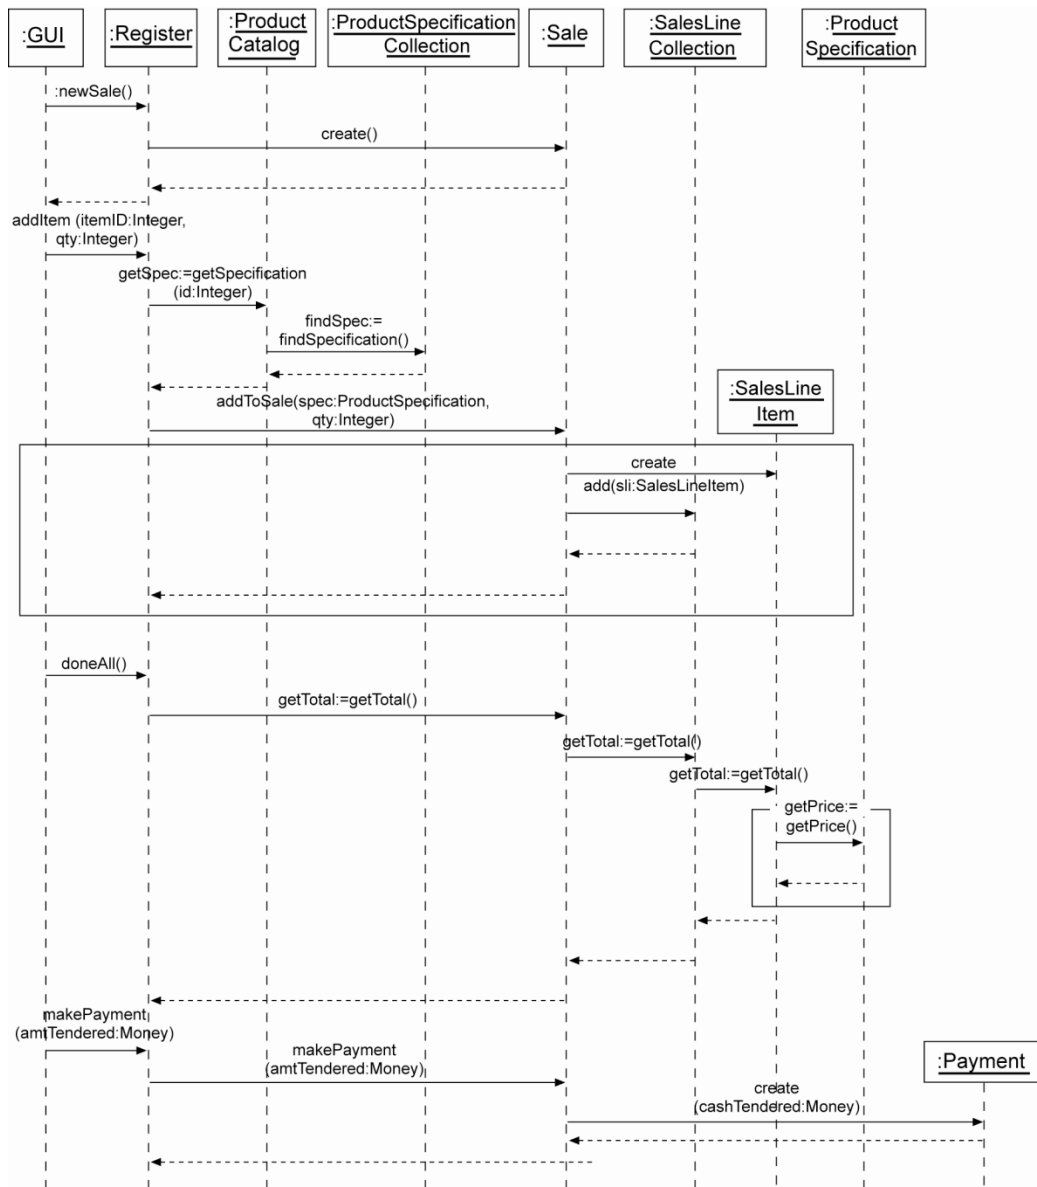 :GUI
:Register
:Product
Catalog
:ProductSpecification
Collection
:Sale
:SalesLine
Collection
:Product
Specification
:newSale()
create()
addItem (itemID:Integer,
qty:Integer)
getSpec:=getSpecification
(id:Integer)
findSpec:=
findSpecification()
addToSale(spec:ProductSpecification,
qty:Integer)
:SalesLine
Item
create
add(sli:SalesLineItem)
doneAll()
getTotal:=getTotal()
getTotal:=getTotal()
getTotal:=getTotal()
getPrice:=
getPrice()
makePayment
(amtTendered:Money)
makePayment
(amtTendered:Money)
:Payment
create
(cashTendered:Money)